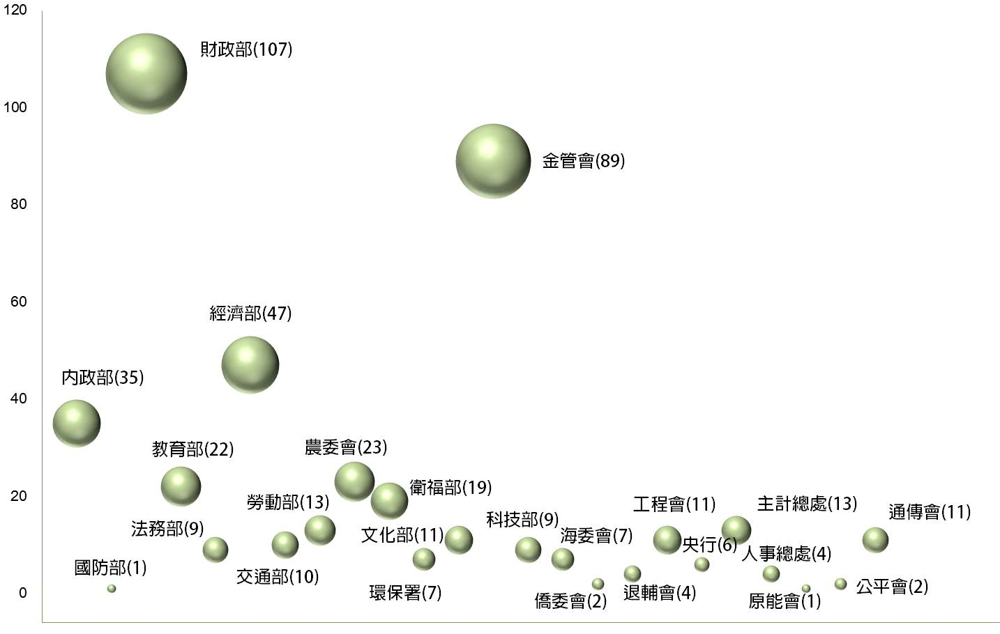 120
財政部(107)
100
金管會(89)
80
60
經濟部(47)
內政部(35)
40
教育部(22)
農委會(23)
衛福部(19)
20
勞動部(13)
工程會(11)
主計總處(13)
通傳會(11)
法務部(9)
文化部(11)
科技部(9)
海委會(7)
央行(6)
人事總處(4)
國防部(1)
交通部(10)
0
環保署(7)
僑委會(2)
退輔會(4)
原能會(1)
公平會(2)